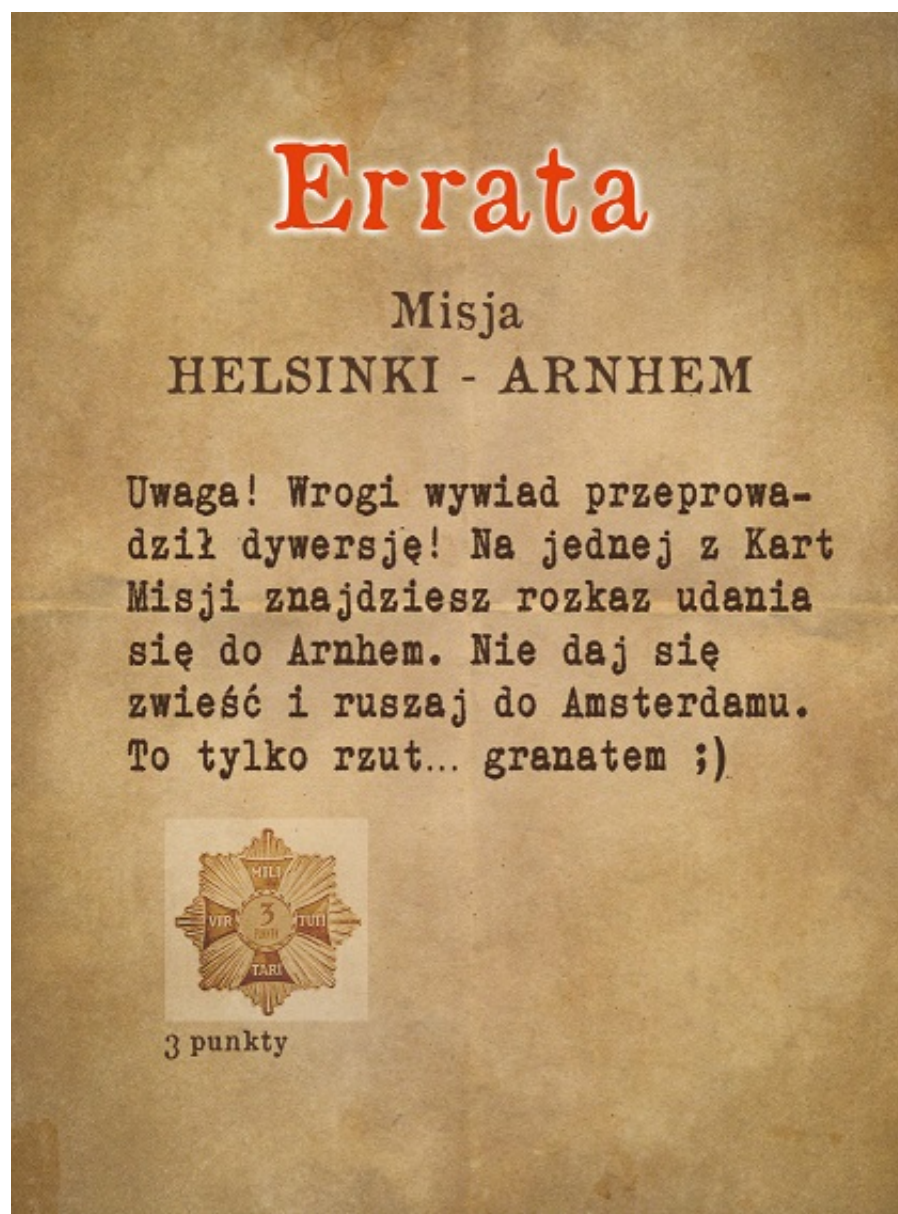 Errata
Misja
HELSINKI - ARNHEM
Uwaga! Wrogi wywiad przeprowa-
dził dywersję! Na jednej z Kart
Misji znajdziesz rozkaz udania
się do Arnhem. Nie daj się
zwieść i ruszaj do Amsterdamu.
To tylko rzut... granatem ;)
MILI
VIR 3 TUTI
PUNKTY
TARI
3 punkty